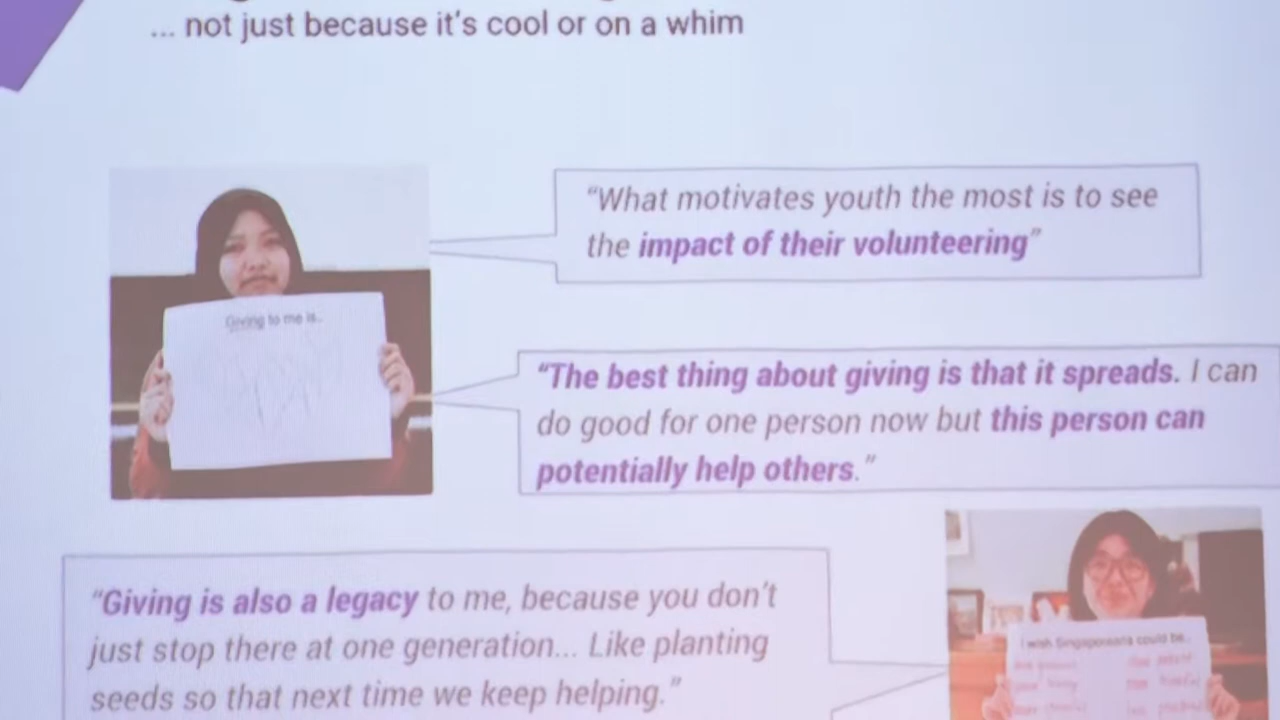 ... not just because it's cool or on a whim
“What motivates youth the most is to see
the impact of their volunteering”
Giving to me is..
“The best thing about giving is that it spreads. I can
do good for one person now but this person can
potentially help others.”
“Giving is also a legacy to me, because you don't
just stop there at one generation... Like planting
seeds so that next time we keep helping.”
I wish Singaporeans could be..